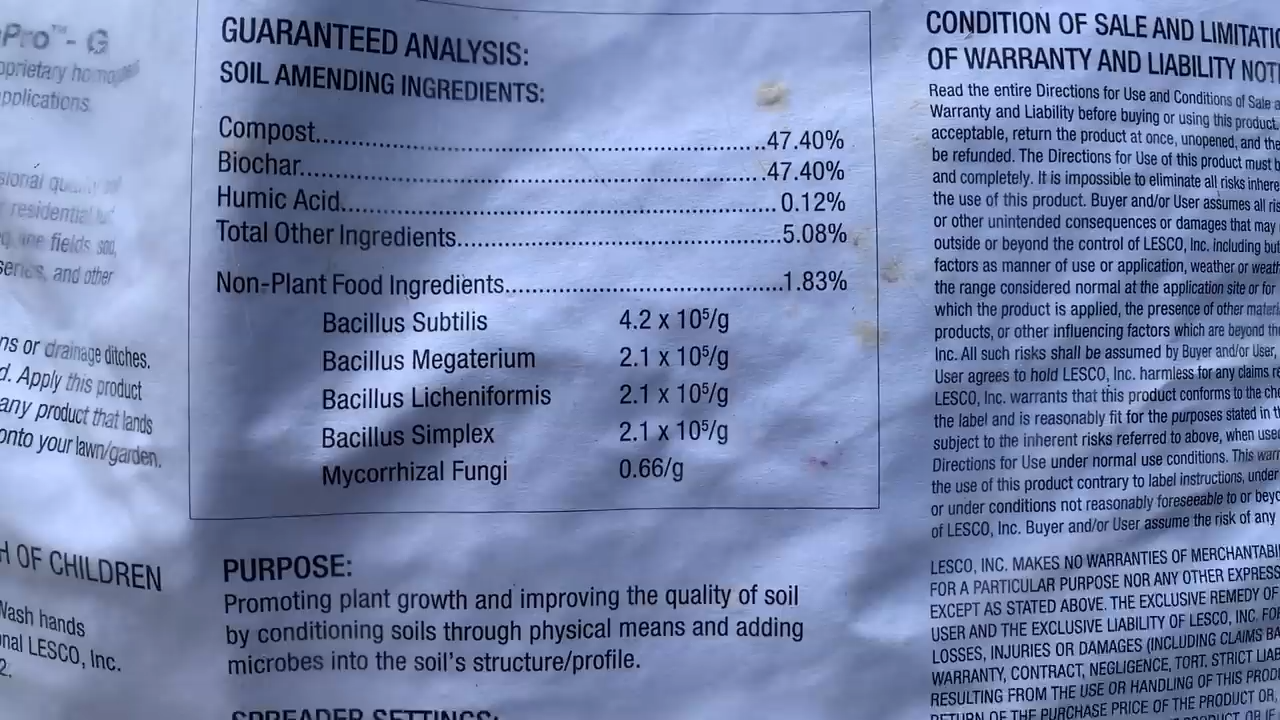 Pro™- G
applications.
residential
fields, sod,
and other
ns or drainage ditches.
d. Apply this product
any product that lands
onto your lawn/garden.
H OF CHILDREN
Wash hands
nal LESCO, Inc.
2.
GUARANTEED ANALYSIS:
SOIL AMENDING INGREDIENTS:
Compost..........47.40%
Biochar..........47.40%
Humic Acid..........0.12%
Total Other Ingredients..........5.08%
Non-Plant Food Ingredients..........1.83%
Bacillus Subtilis 4.2 x 10⁵/g
Bacillus Megaterium 2.1 x 10⁵/g
Bacillus Licheniformis 2.1 x 10⁵/g
Bacillus Simplex 2.1 x 10⁵/g
Mycorrhizal Fungi 0.66/g
PURPOSE:
Promoting plant growth and improving the quality of soil
by conditioning soils through physical means and adding
microbes into the soil's structure/profile.
SPREADER SETTINGS:
CONDITION OF SALE AND LIMITATIO
OF WARRANTY AND LIABILITY NOTI
Read the entire Directions for Use and Conditions of Sale a
Warranty and Liability before buying or using this product.
acceptable, return the product at once, unopened, and the
be refunded. The Directions for Use of this product must b
and completely. It is impossible to eliminate all risks inhere
the use of this product. Buyer and/or User assumes all ris
or other unintended consequences or damages that may
outside or beyond the control of LESCO, Inc. including but
factors as manner of use or application, weather or weath
the range considered normal at the application site or for
which the product is applied, the presence of other materi
products, or other influencing factors which are beyond th
Inc. All such risks shall be assumed by Buyer and/or User,
User agrees to hold LESCO, Inc. harmless for any claims re
LESCO, Inc. warrants that this product conforms to the che
the label and is reasonably fit for the purposes stated in t
subject to the inherent risks referred to above, when used
Directions for Use under normal use conditions. This warr
the use of this product contrary to label instructions, under
or under conditions not reasonably foreseeable to or beyo
of LESCO, Inc. Buyer and/or User assume the risk of any
LESCO, INC. MAKES NO WARRANTIES OF MERCHANTABI
FOR A PARTICULAR PURPOSE NOR ANY OTHER EXPRESS
EXCEPT AS STATED ABOVE. THE EXCLUSIVE REMEDY OF
USER AND THE EXCLUSIVE LIABILITY OF LESCO, INC. FO
LOSSES, INJURIES OR DAMAGES (INCLUDING CLAIMS BA
WARRANTY, CONTRACT, NEGLIGENCE, TORT, STRICT LIAB
RESULTING FROM THE USE OR HANDLING OF THIS PROD
RETURN OF THE PURCHASE PRICE OF THE PRODUCT OR,